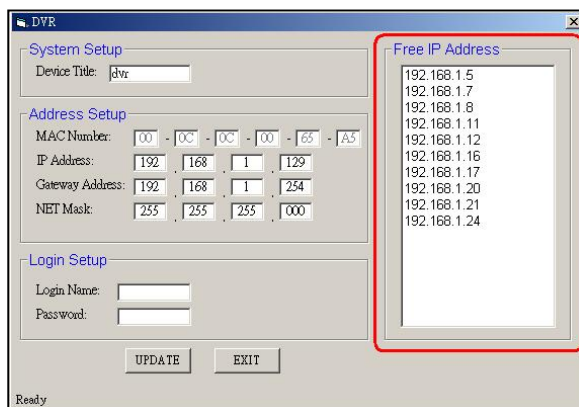 DVR
System Setup
Device Title: dvr
Address Setup
MAC Number: 00 - 0C - 0C - 00 - 65 - A5
IP Address: 192 . 168 . 1 . 129
Gateway Address: 192 . 168 . 1 . 254
NET Mask: 255 . 255 . 255 . 000
Login Setup
Login Name:
Password:
UPDATE EXIT
Ready
Free IP Address
192.168.1.5
192.168.1.7
192.168.1.8
192.168.1.11
192.168.1.12
192.168.1.16
192.168.1.17
192.168.1.20
192.168.1.21
192.168.1.24